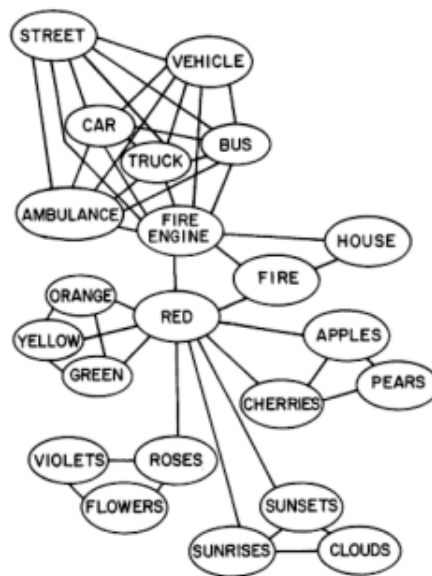 STREET
VEHICLE
CAR
BUS
TRUCK
AMBULANCE
FIRE
ENGINE
HOUSE
FIRE
ORANGE
RED
YELLOW
APPLES
GREEN
PEARS
CHERRIES
VIOLETS
ROSES
FLOWERS
SUNSETS
SUNRISES
CLOUDS